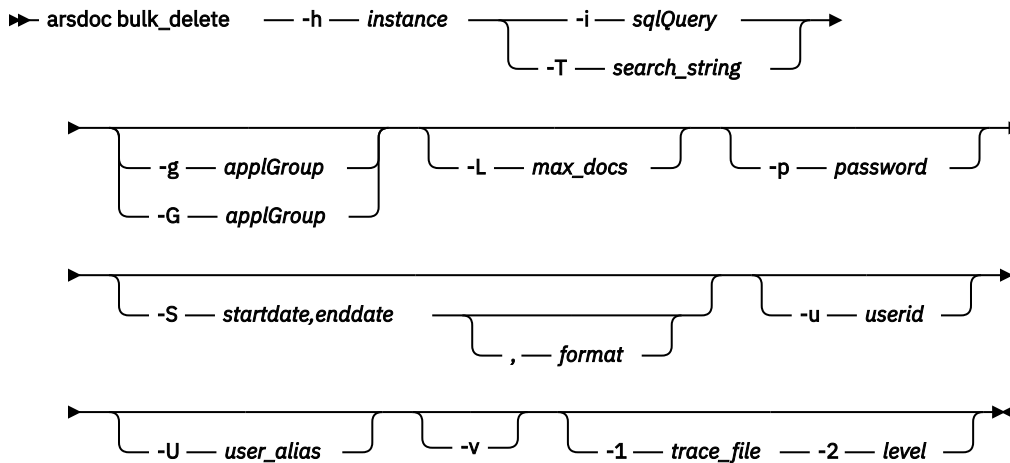 arsdoc bulk_delete -h instance -i sqlQuery
-T search_string
-g applGroup -L max_docs -p password
-G applGroup
-S startdate,enddate -u userid
, format
-U user_alias -v -1 trace_file -2 level